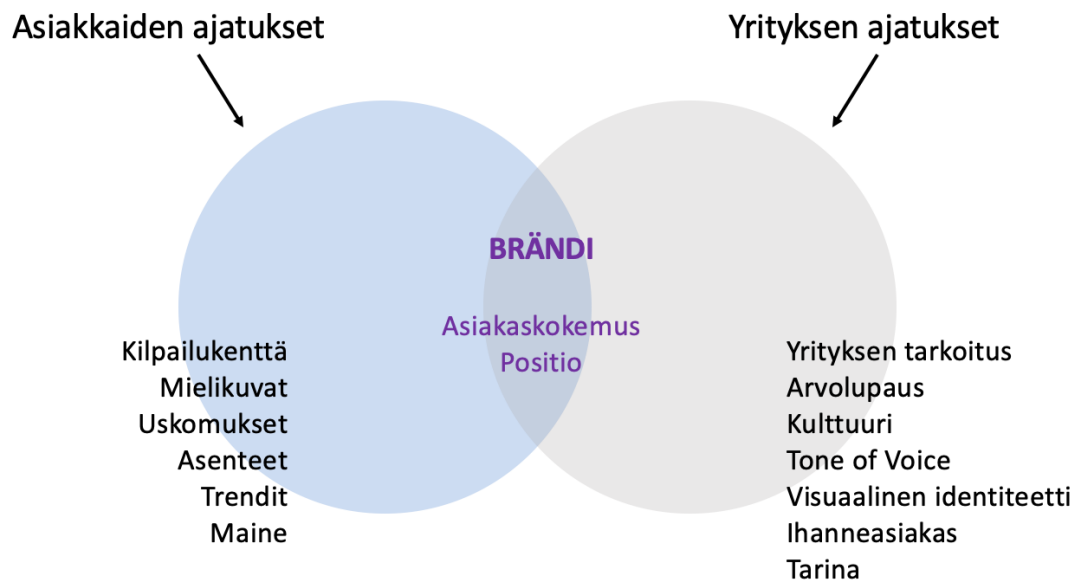 Asiakkaiden ajatukset
Yrityksen ajatukset
BRÄNDI
Asiakaskokemus
Positio
Kilpailukenttä
Mielikuvat
Uskomukset
Asenteet
Trendit
Maine
Yrityksen tarkoitus
Arvolupaus
Kulttuuri
Tone of Voice
Visuaalinen identiteetti
Ihanneasiakas
Tarina